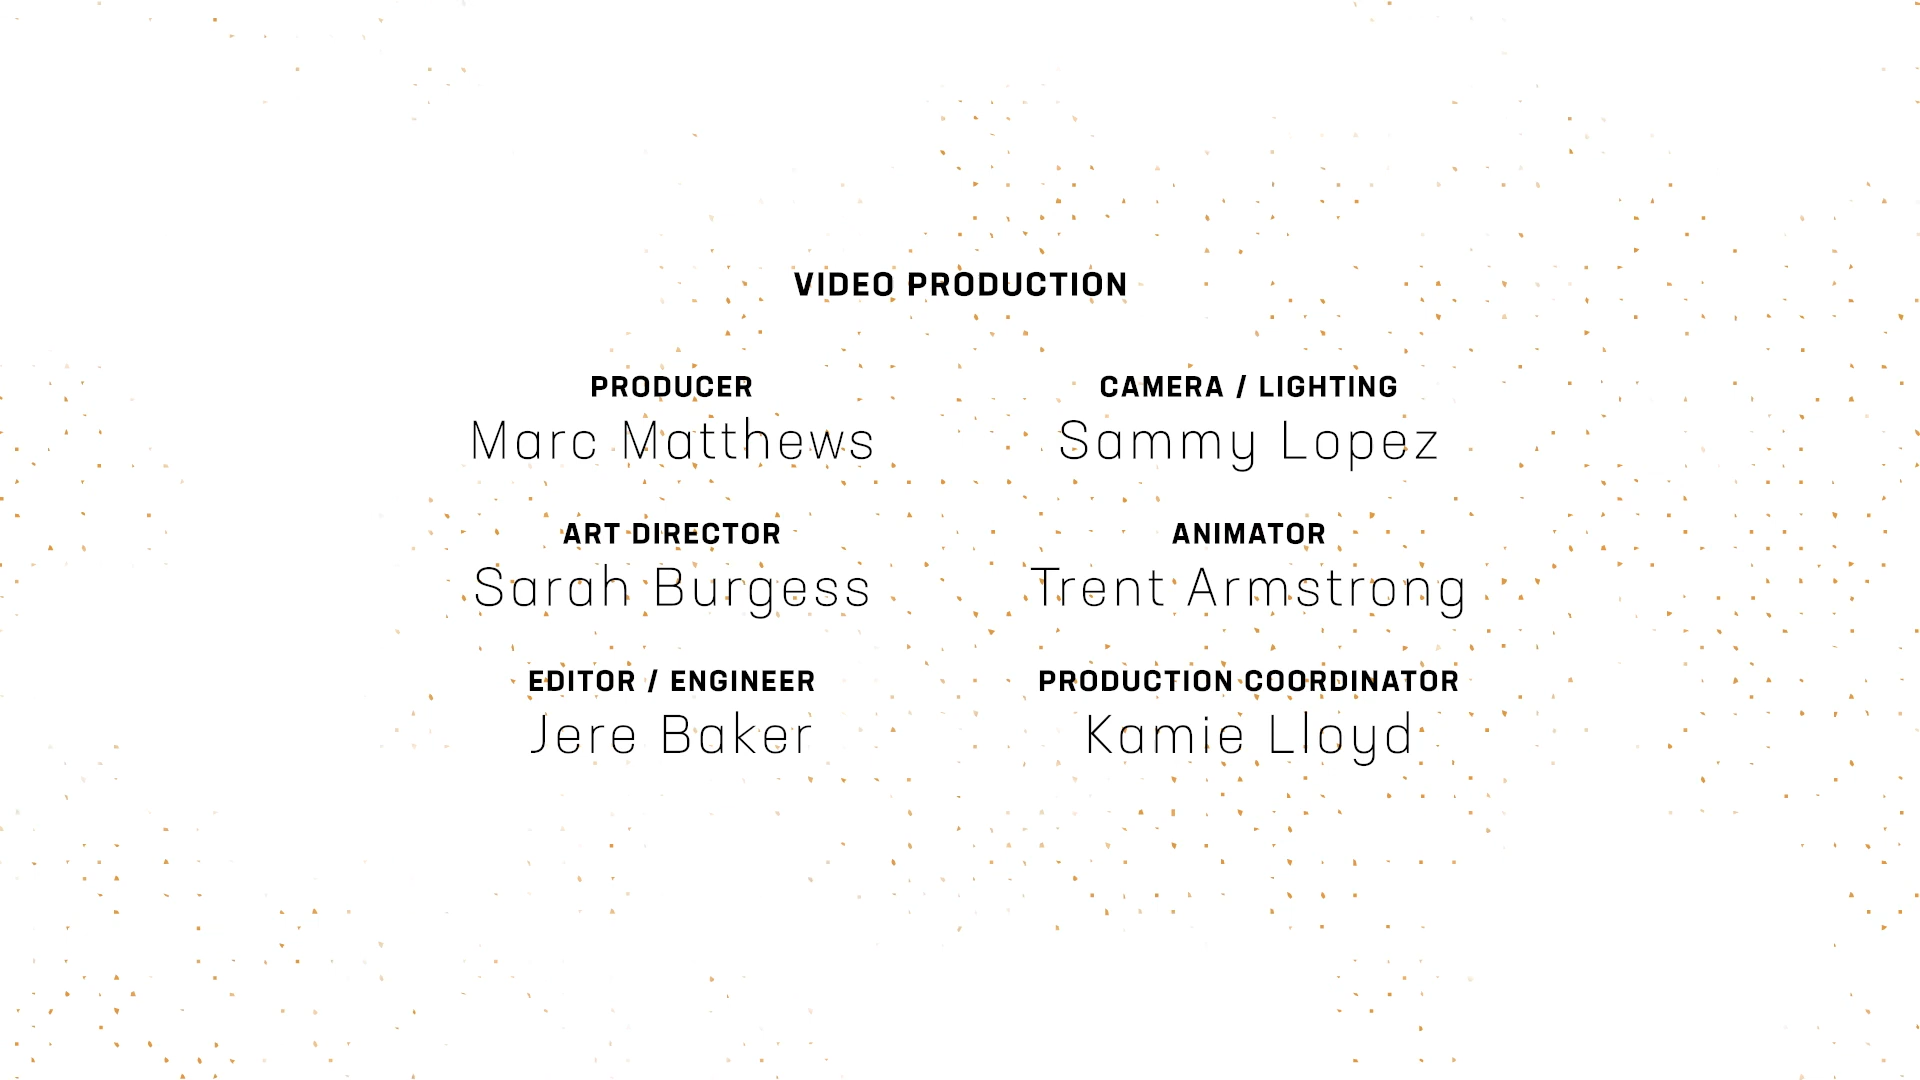 VIDEO PRODUCTION
PRODUCER
Marc Matthews
CAMERA / LIGHTING
Sammy Lopez
ART DIRECTOR
Sarah Burgess
ANIMATOR
Trent Armstrong
EDITOR / ENGINEER
Jere Baker
PRODUCTION COORDINATOR
Kamie Lloyd